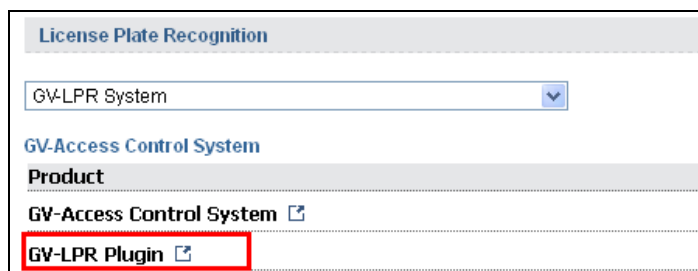 License Plate Recognition
GV-LPR System
GV-Access Control System
Product
GV-Access Control System
GV-LPR Plugin